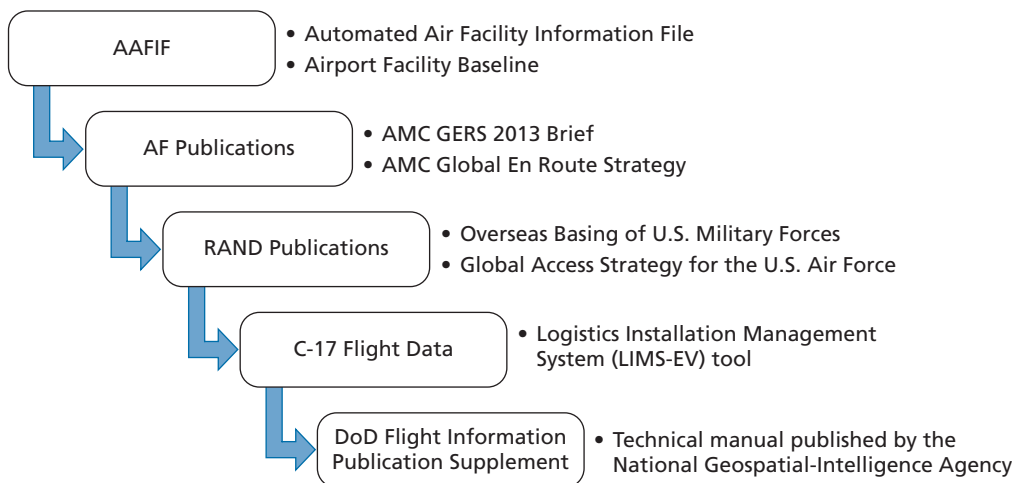 AAFIF
• Automated Air Facility Information File
• Airport Facility Baseline
AF Publications
• AMC GERS 2013 Brief
• AMC Global En Route Strategy
RAND Publications
• Overseas Basing of U.S. Military Forces
• Global Access Strategy for the U.S. Air Force
C-17 Flight Data
• Logistics Installation Management
System (LIMS-EV) tool
DoD Flight Information
Publication Supplement
• Technical manual published by the
National Geospatial-Intelligence Agency